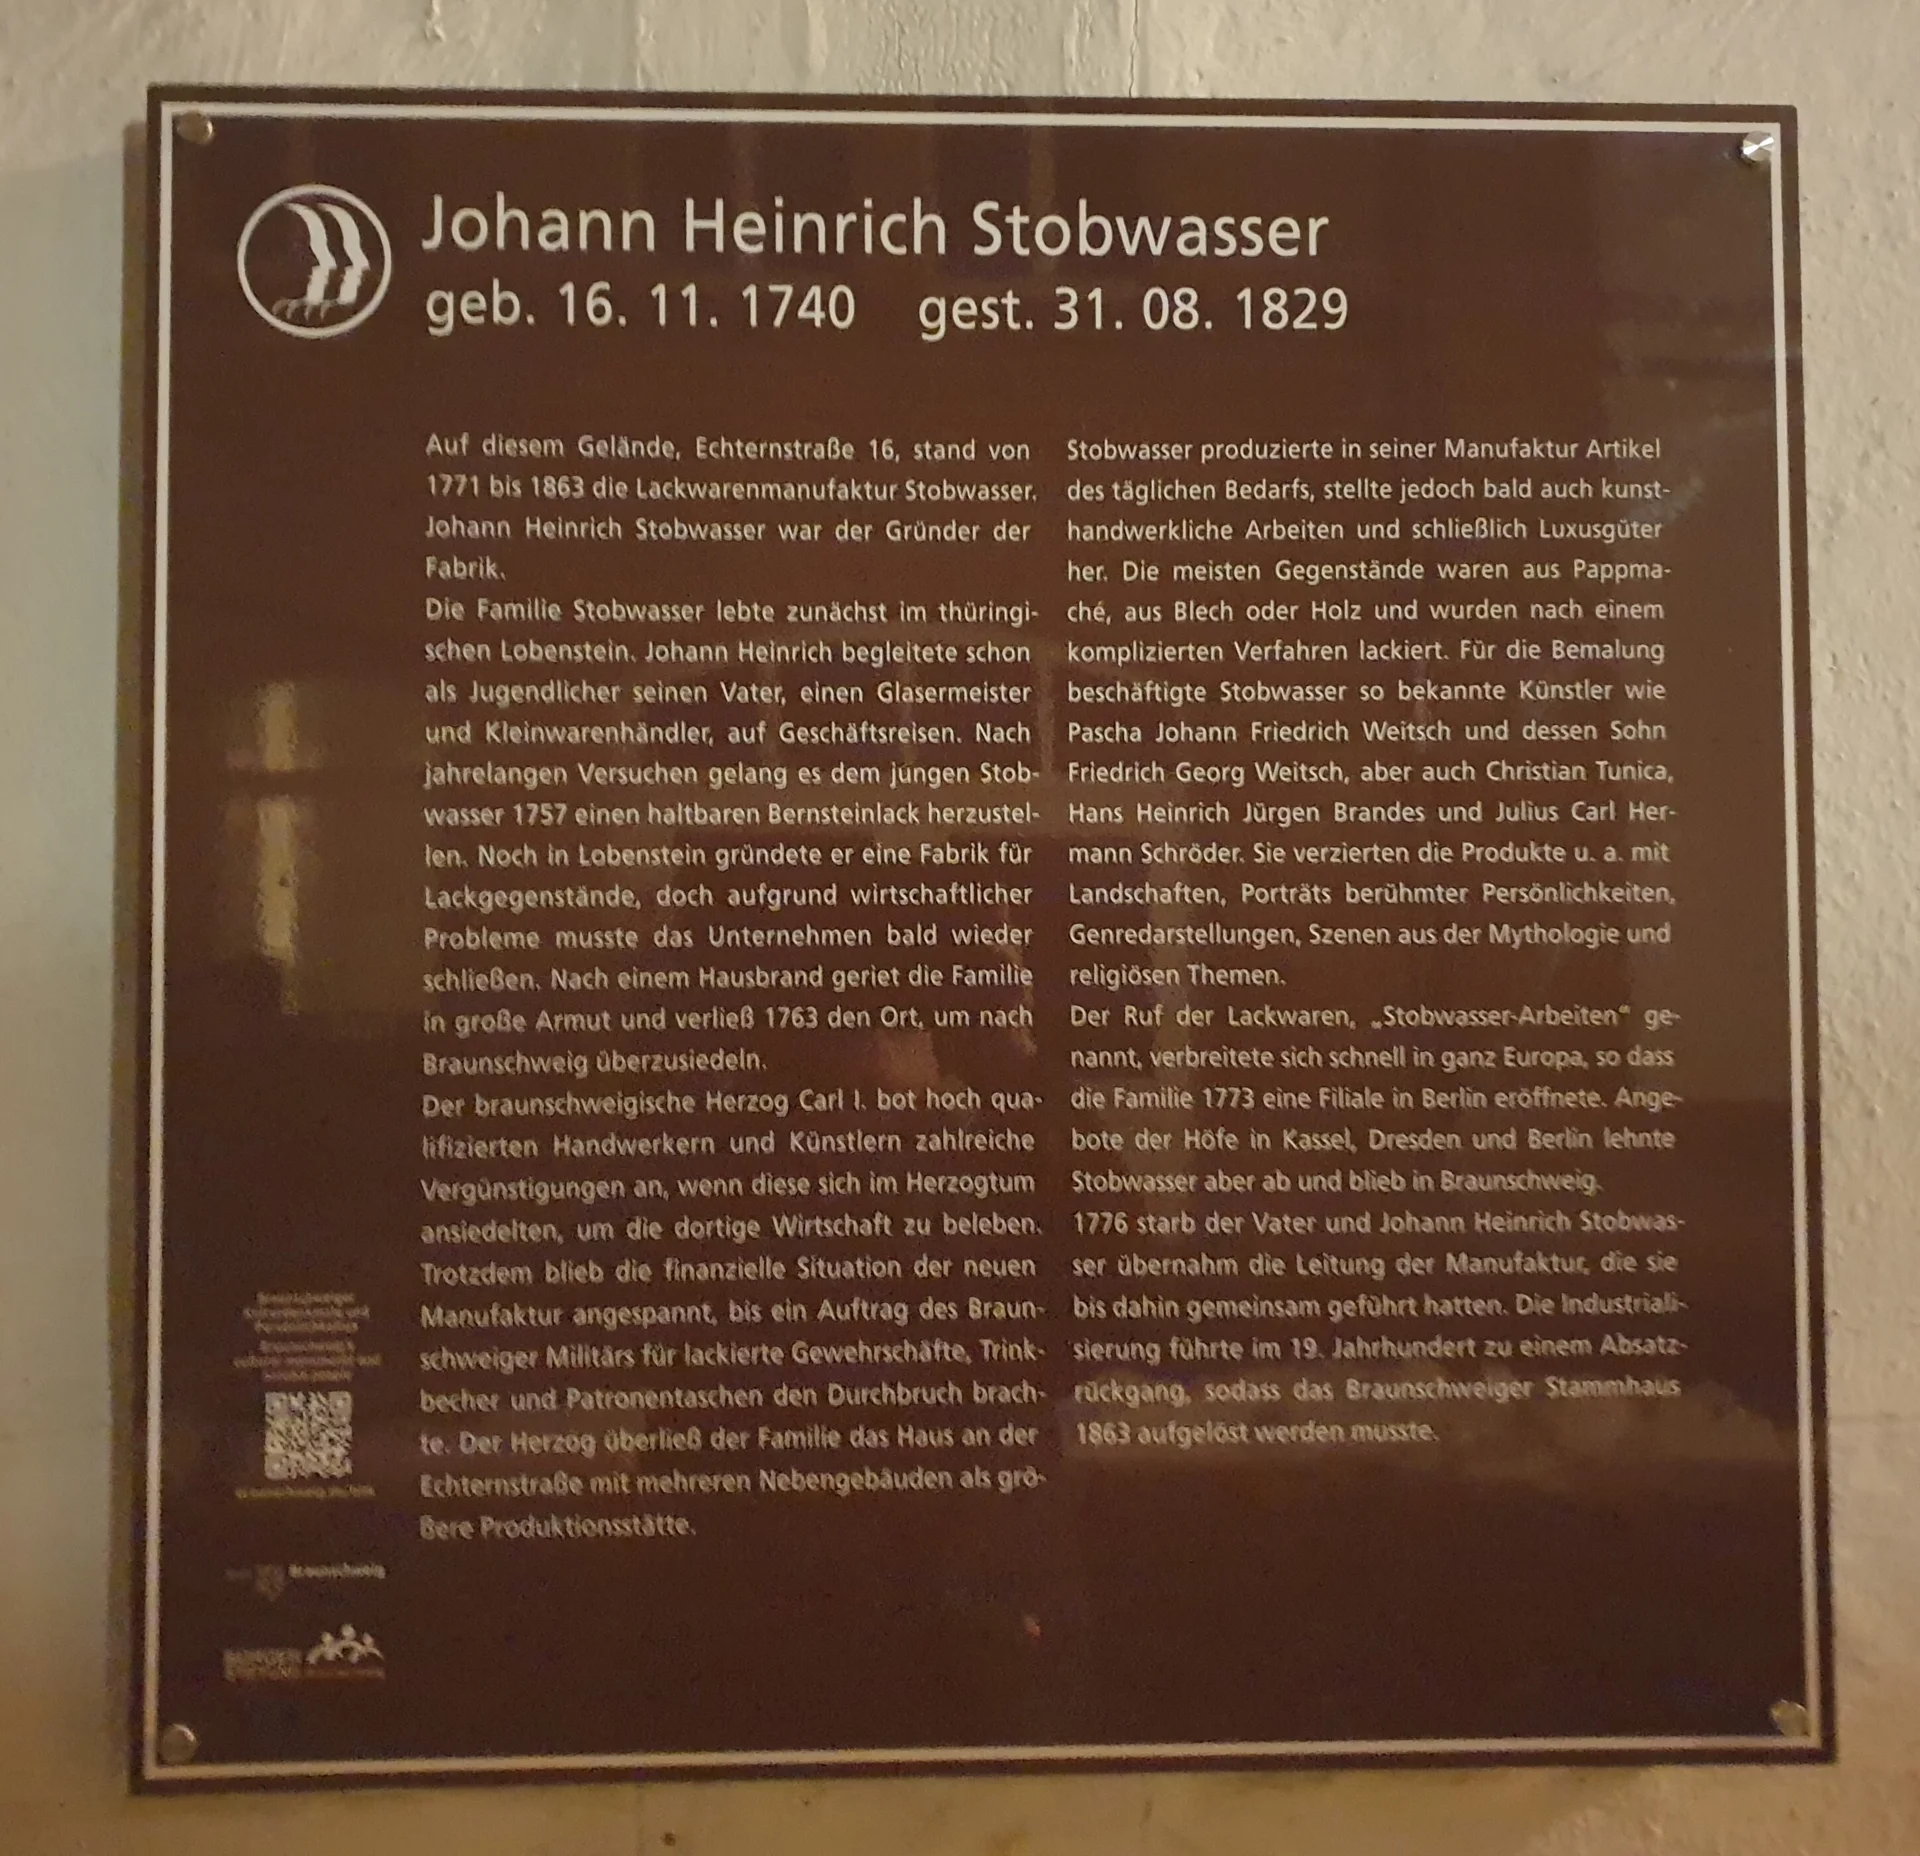 Johann Heinrich Stobwasser
geb. 16. 11. 1740 gest. 31. 08. 1829
Auf diesem Gelände, Echternstraße 16, stand von
1771 bis 1863 die Lackwarenmanufaktur Stobwasser.
Johann Heinrich Stobwasser war der Gründer der
Fabrik.
Die Familie Stobwasser lebte zunächst im thüringi-
schen Lobenstein. Johann Heinrich begleitete schon
als Jugendlicher seinen Vater, einen Glasermeister
und Kleinwarenhändler, auf Geschäftsreisen. Nach
jahrelangen Versuchen gelang es dem jungen Stob-
wasser 1757 einen haltbaren Bernsteinlack herzustel-
len. Noch in Lobenstein gründete er eine Fabrik für
Lackgegenstände, doch aufgrund wirtschaftlicher
Probleme musste das Unternehmen bald wieder
schließen. Nach einem Hausbrand geriet die Familie
in große Armut und verließ 1763 den Ort, um nach
Braunschweig überzusiedeln.
Der braunschweigische Herzog Carl I. bot hoch qua-
lifizierten Handwerkern und Künstlern zahlreiche
Vergünstigungen an, wenn diese sich im Herzogtum
ansiedelten, um die dortige Wirtschaft zu beleben.
Trotzdem blieb die finanzielle Situation der neuen
Manufaktur angespannt, bis ein Auftrag des Braun-
schweiger Militärs für lackierte Gewehrschäfte, Trink-
becher und Patronentaschen den Durchbruch brach-
te. Der Herzog überließ der Familie das Haus an der
Echternstraße mit mehreren Nebengebäuden als grö-
ßere Produktionsstätte.
Stobwasser produzierte in seiner Manufaktur Artikel
des täglichen Bedarfs, stellte jedoch bald auch kunst-
handwerkliche Arbeiten und schließlich Luxusgüter
her. Die meisten Gegenstände waren aus Pappma-
ché, aus Blech oder Holz und wurden nach einem
komplizierten Verfahren lackiert. Für die Bemalung
beschäftigte Stobwasser so bekannte Künstler wie
Pascha Johann Friedrich Weitsch und dessen Sohn
Friedrich Georg Weitsch, aber auch Christian Tunica,
Hans Heinrich Jürgen Brandes und Julius Carl Her-
mann Schröder. Sie verzierten die Produkte u. a. mit
Landschaften, Porträts berühmter Persönlichkeiten,
Genredarstellungen, Szenen aus der Mythologie und
religiösen Themen.
Der Ruf der Lackwaren, „Stobwasser-Arbeiten“ ge-
nannt, verbreitete sich schnell in ganz Europa, so dass
die Familie 1773 eine Filiale in Berlin eröffnete. Ange-
bote der Höfe in Kassel, Dresden und Berlin lehnte
Stobwasser aber ab und blieb in Braunschweig.
1776 starb der Vater und Johann Heinrich Stobwas-
ser übernahm die Leitung der Manufaktur, die sie
bis dahin gemeinsam geführt hatten. Die Industriali-
sierung führte im 19. Jahrhundert zu einem Absatz-
rückgang, sodass das Braunschweiger Stammhaus
1863 aufgelöst werden musste.
Braunschweig